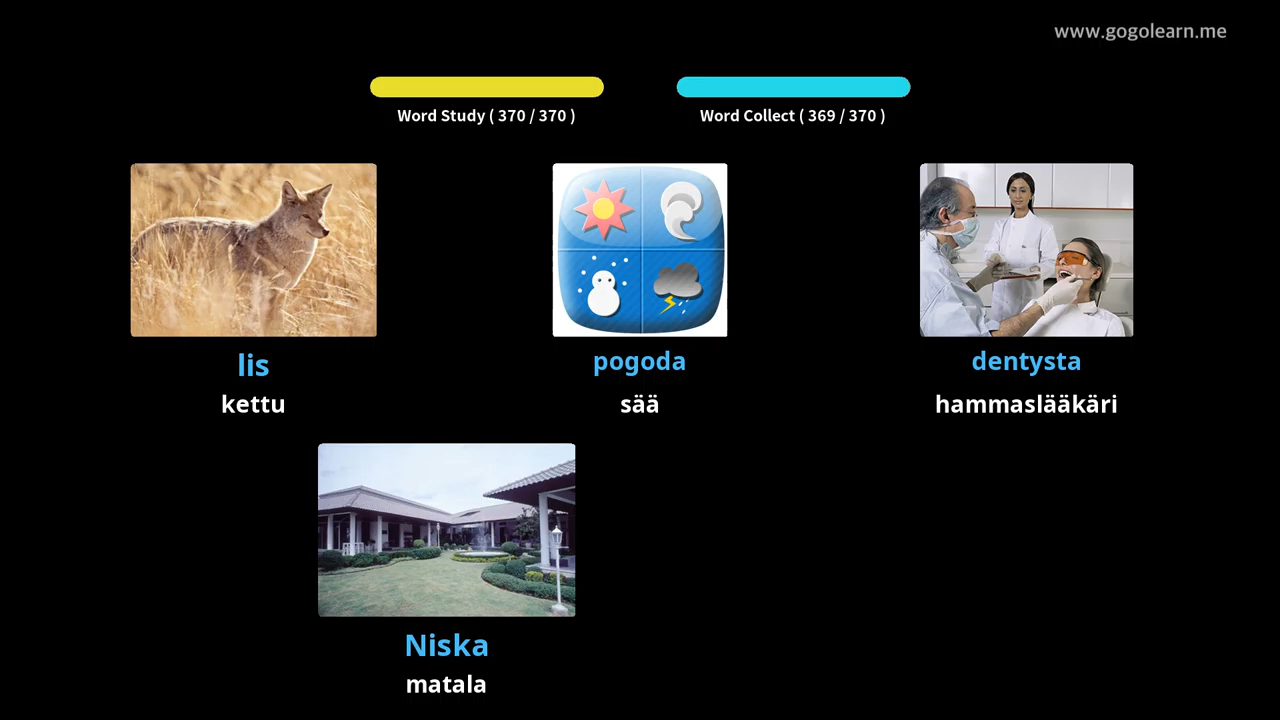 www.gogolearn.me
Word Study ( 370 / 370 )
Word Collect ( 369 / 370 )
lis
pogoda
dentysta
kettu
sää
hammaslääkäri
Niska
matala